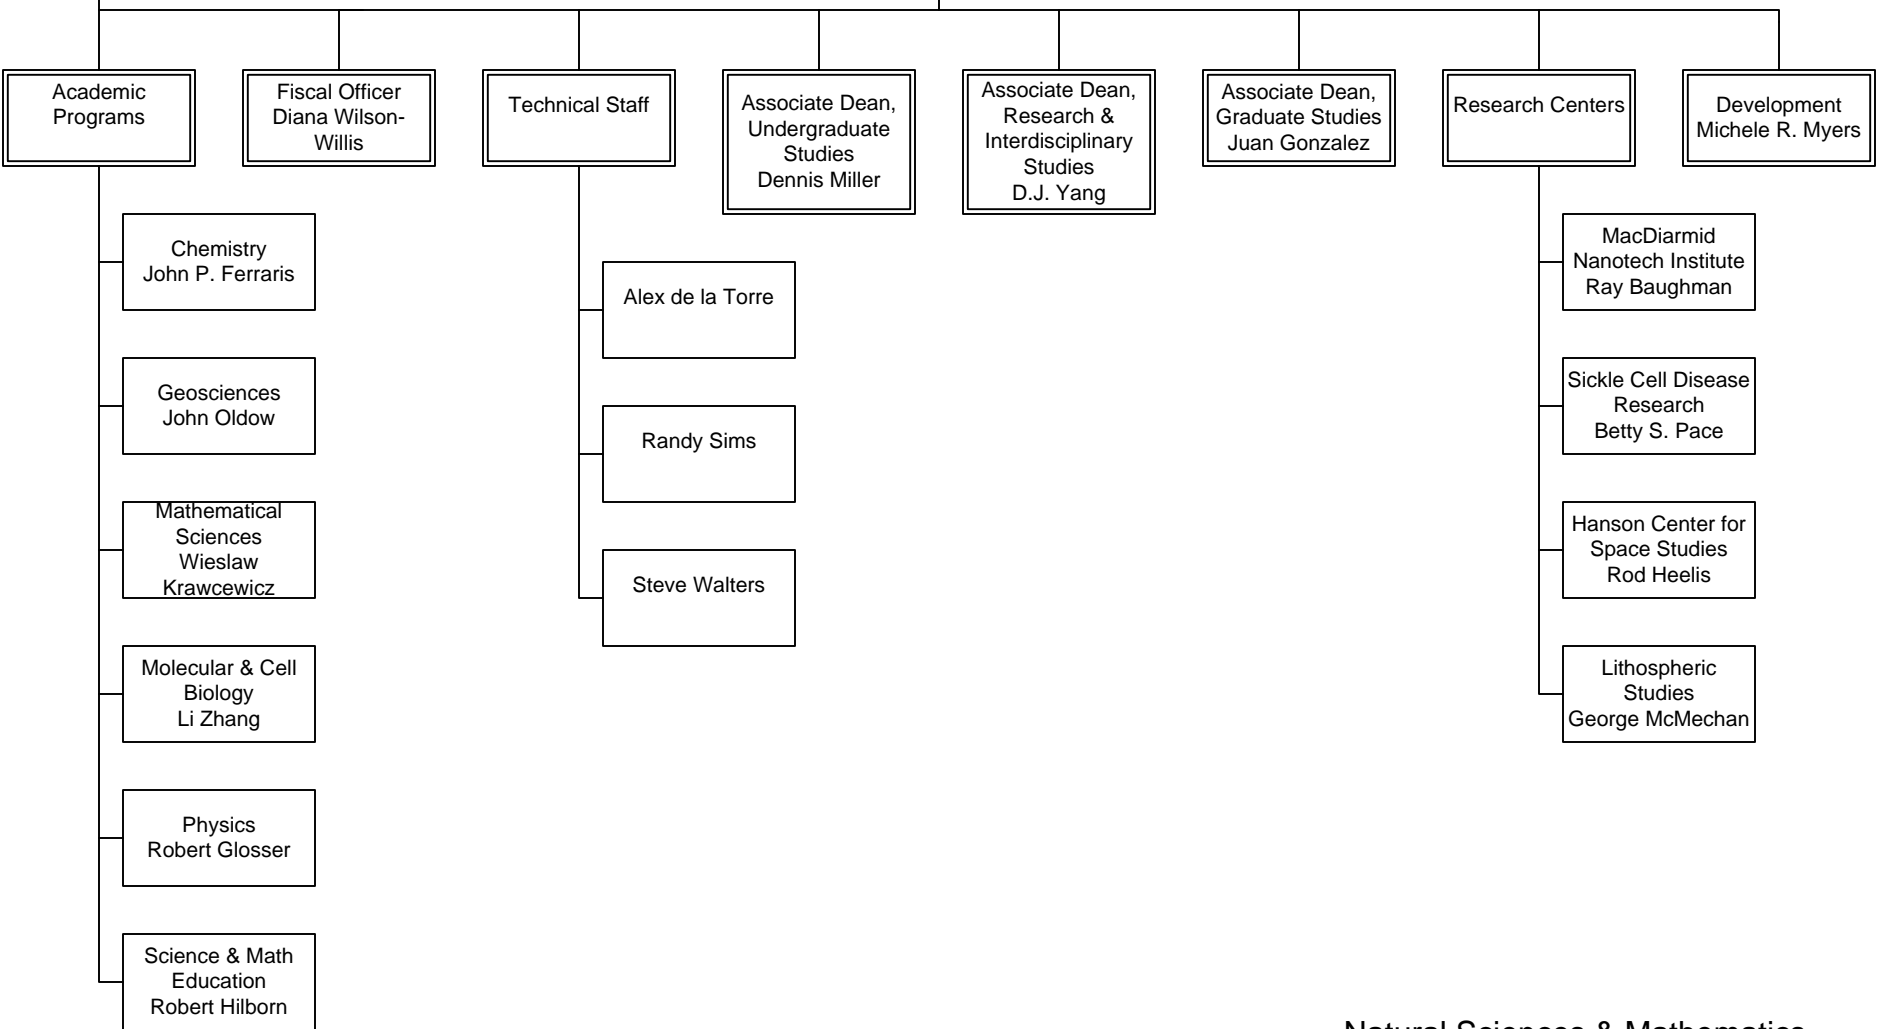 Academic
Programs
Fiscal Officer
Diana Wilson-
Willis
Technical Staff
Associate Dean,
Undergraduate
Studies
Dennis Miller
Associate Dean,
Research &
Interdisciplinary
Studies
D.J. Yang
Associate Dean,
Graduate Studies
Juan Gonzalez
Research Centers
Development
Michele R. Myers
Chemistry
John P. Ferraris
Geosciences
John Oldow
Mathematical
Sciences
Wieslaw
Krawcewicz
Molecular & Cell
Biology
Li Zhang
Physics
Robert Glosser
Science & Math
Education
Robert Hilborn
Alex de la Torre
Randy Sims
Steve Walters
MacDiarmid
Nanotech Institute
Ray Baughman
Sickle Cell Disease
Research
Betty S. Pace
Hanson Center for
Space Studies
Rod Heelis
Lithospheric
Studies
George McMechan
Natural Sciences & Mathematics